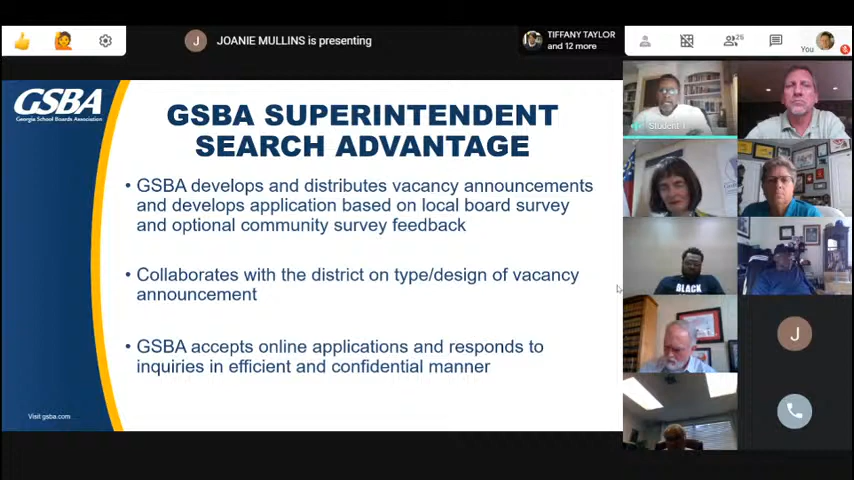 J
JOANIE MULLINS is presenting
TIFFANY TAYLOR
and 12 more
25
You
GSBA
Georgia School Boards Association
GSBA SUPERINTENDENT
SEARCH ADVANTAGE
• GSBA develops and distributes vacancy announcements
and develops application based on local board survey
and optional community survey feedback
• Collaborates with the district on type/design of vacancy
announcement
• GSBA accepts online applications and responds to
inquiries in efficient and confidential manner
Visit gsba.com
Student 1
BLACK
J